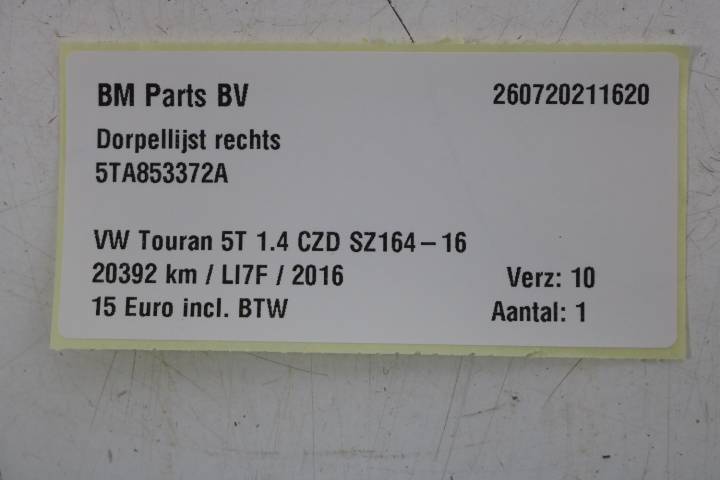 BM Parts BV 260720211620
Dorpellijst rechts
5TA853372A
VW Touran 5T 1.4 CZD SZ164-16
20392 km / LI7F / 2016 Verz: 10
15 Euro incl. BTW Aantal: 1